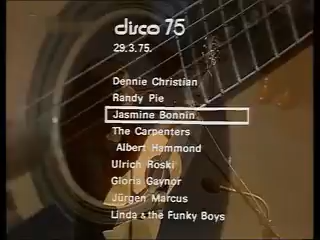 disco 75
29.3.75.
Dennie Christian
Randy Pie
Jasmine Bonnin
The Carpenters
Albert Hammond
Ulrich Roski
Gloria Gaynor
Jürgen Marcus
Linda & the Funky Boys